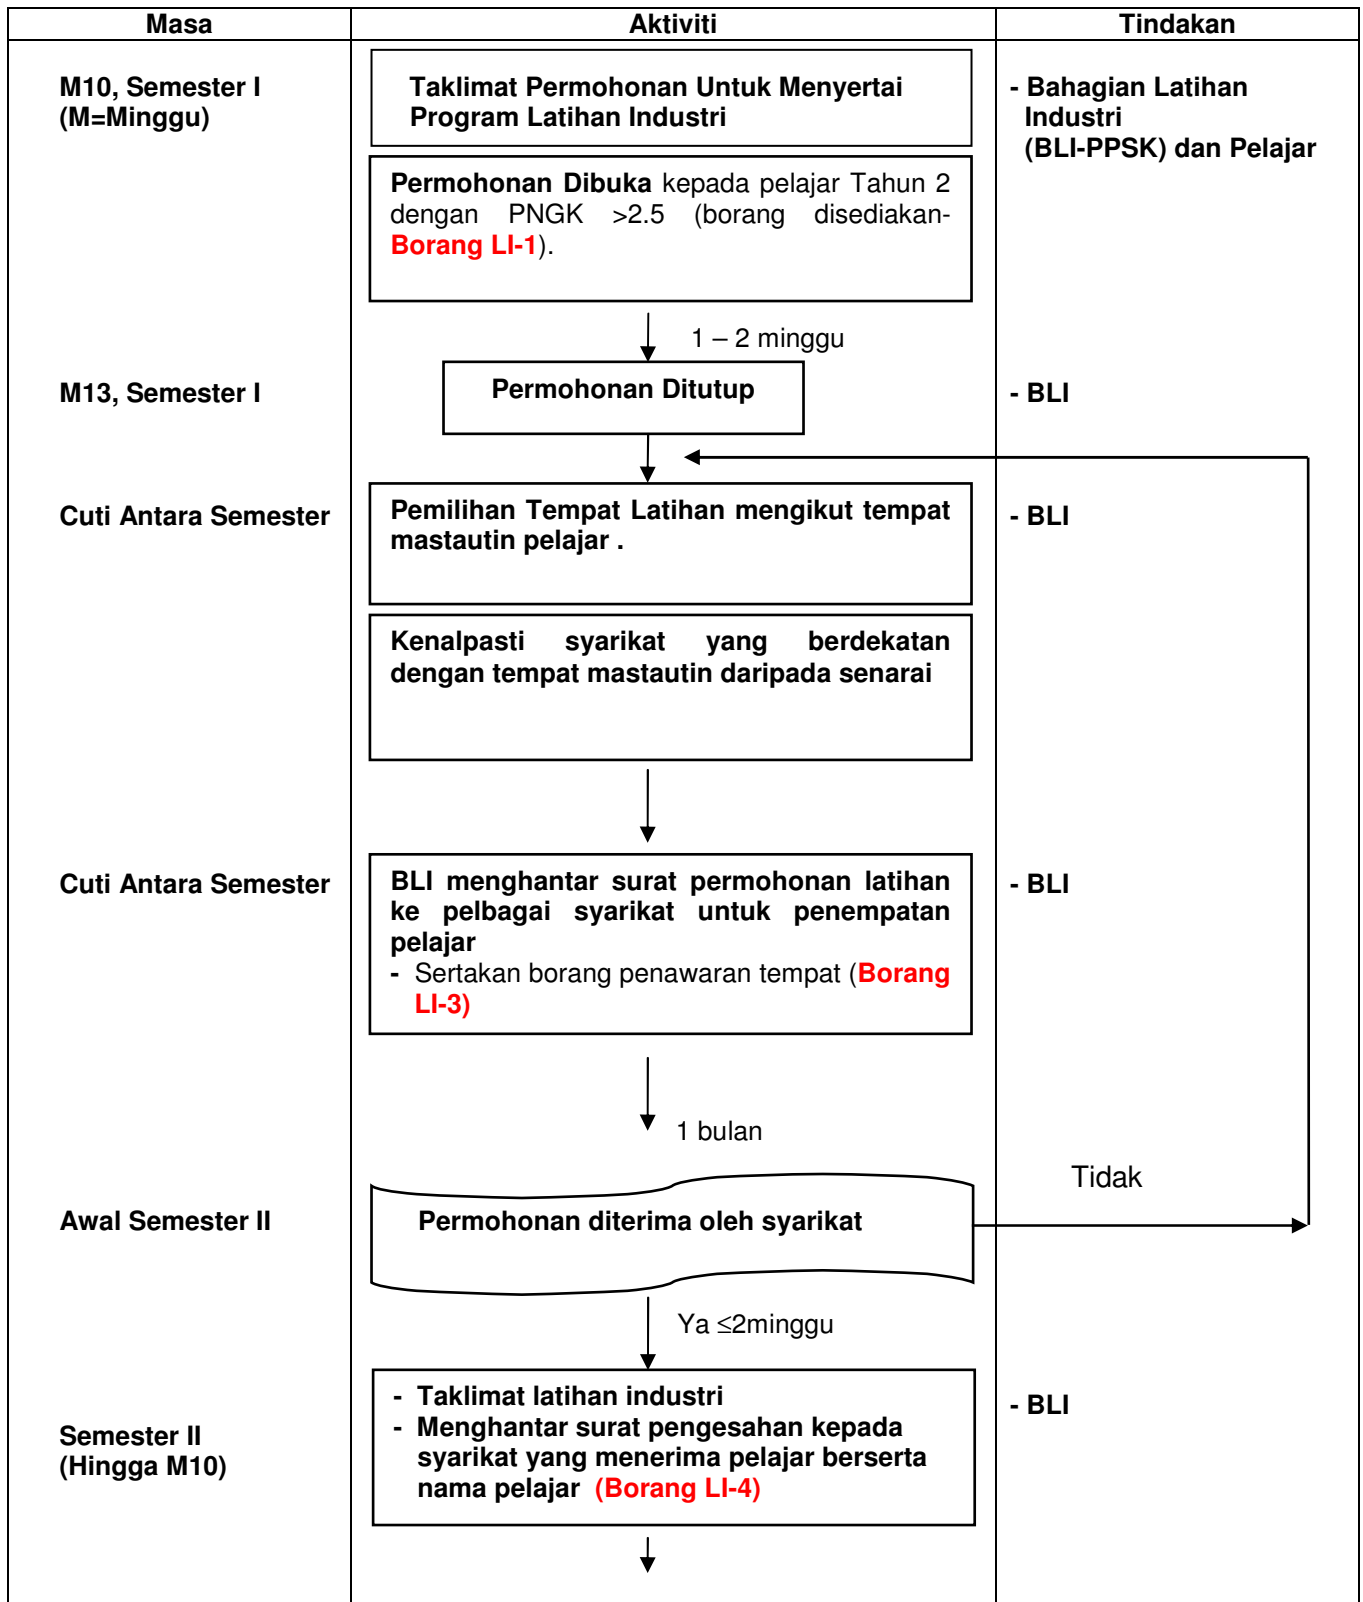 Masa
Aktiviti
Tindakan
M10, Semester I
(M=Minggu)
Taklimat Permohonan Untuk Menyertai
Program Latihan Industri
- Bahagian Latihan
Industri
(BLI-PPSK) dan Pelajar
Permohonan Dibuka kepada pelajar Tahun 2
dengan PNGK >2.5 (borang disediakan-
Borang LI-1).
1 – 2 minggu
M13, Semester I
Permohonan Ditutup
- BLI
Cuti Antara Semester
Pemilihan Tempat Latihan mengikut tempat
mastautin pelajar .
- BLI
Kenalpasti syarikat yang berdekatan
dengan tempat mastautin daripada senarai
Cuti Antara Semester
BLI menghantar surat permohonan latihan
ke pelbagai syarikat untuk penempatan
pelajar
- Sertakan borang penawaran tempat (Borang
LI-3)
- BLI
1 bulan
Tidak
Awal Semester II
Permohonan diterima oleh syarikat
Ya ≤2minggu
Semester II
(Hingga M10)
- Taklimat latihan industri
- Menghantar surat pengesahan kepada
syarikat yang menerima pelajar berserta
nama pelajar (Borang LI-4)
- BLI